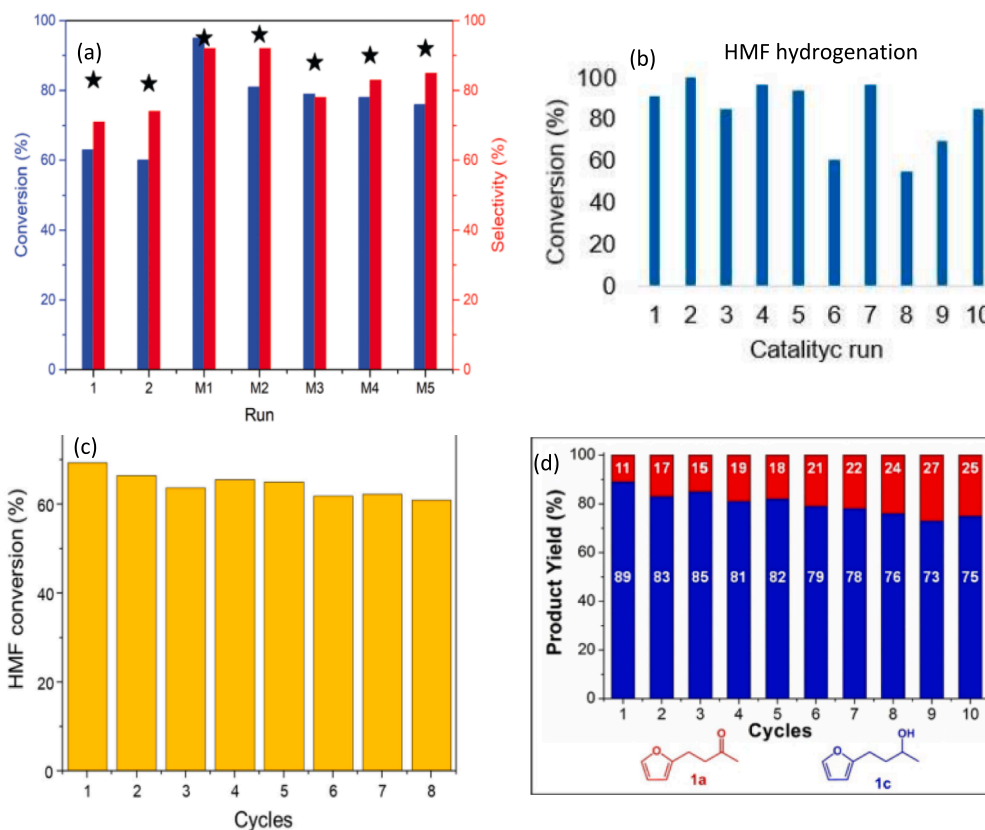 (a)
100
80
60
40
20
0
Conversion (%)
100
80
60
40
20
0
Selectivity (%)
1 2 M1 M2 M3 M4 M5
Run
(b) HMF hydrogenation
100
80
60
40
20
0
Conversion (%)
1 2 3 4 5 6 7 8 9 10
Catalityc run
(c)
60
40
20
0
HMF conversion (%)
1 2 3 4 5 6 7 8
Cycles
(d)
100
80
60
40
20
0
Product Yield (%)
11 17 15 19 18 21 22 24 27 25
89 83 85 81 82 79 78 76 73 75
1 2 3 4 5 6 7 8 9 10
Cycles
O O
1a
O OH
1c